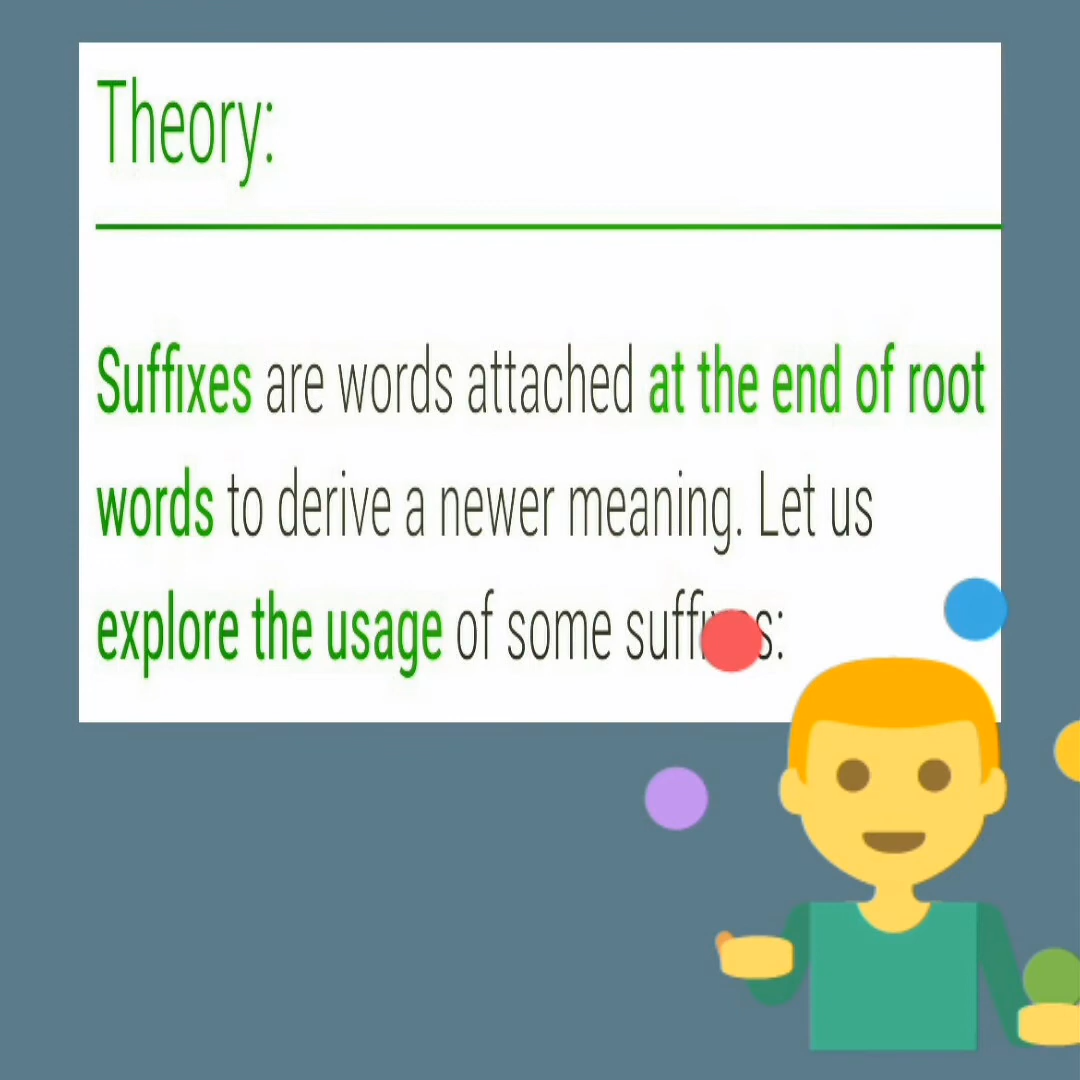 Theory:
Suffixes are words attached at the end of root
words to derive a newer meaning. Let us
explore the usage of some